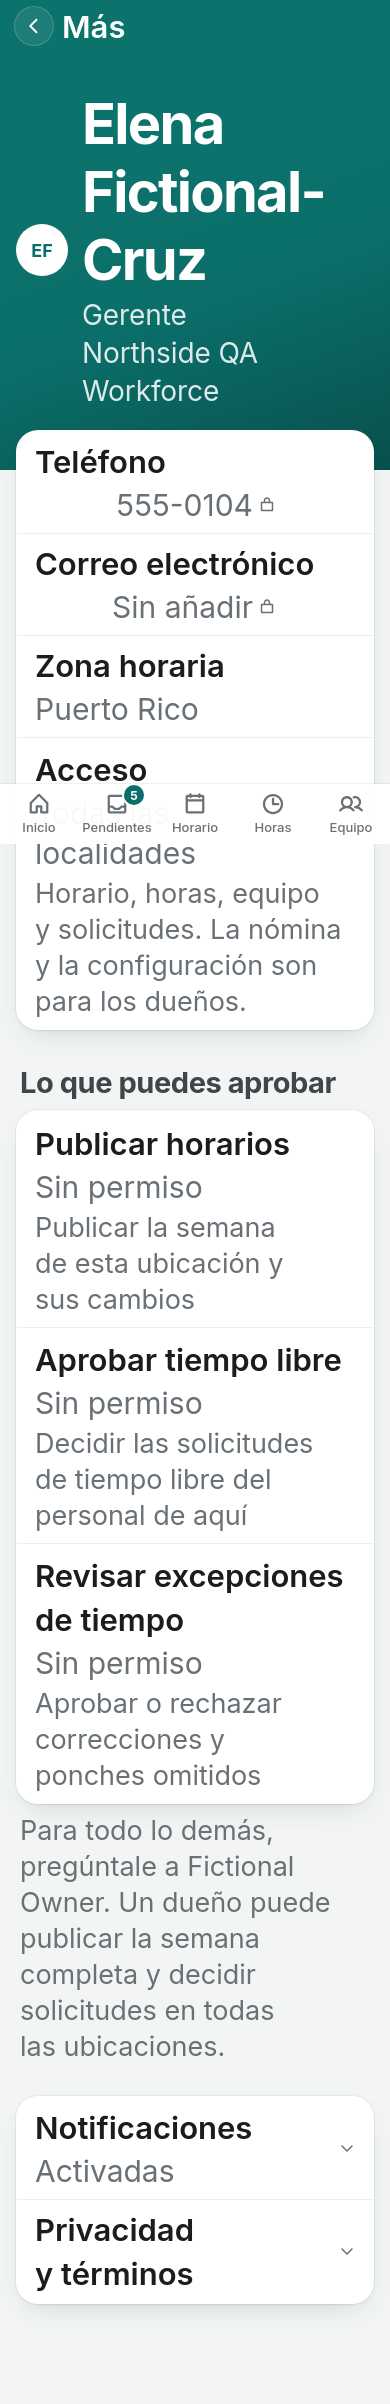 Más
Elena
Fictional-
Cruz
EF
Gerente
Northside QA
Workforce
Teléfono
555-0104
Correo electrónico
Sin añadir
Zona horaria
Puerto Rico
Acceso
5
Inicio
Pendientes
Horario
Horas
Equipo
localidades
Horario, horas, equipo
y solicitudes. La nómina
y la configuración son
para los dueños.
Lo que puedes aprobar
Publicar horarios
Sin permiso
Publicar la semana
de esta ubicación y
sus cambios
Aprobar tiempo libre
Sin permiso
Decidir las solicitudes
de tiempo libre del
personal de aquí
Revisar excepciones
de tiempo
Sin permiso
Aprobar o rechazar
correcciones y
ponches omitidos
Para todo lo demás,
pregúntale a Fictional
Owner. Un dueño puede
publicar la semana
completa y decidir
solicitudes en todas
las ubicaciones.
Notificaciones
Activadas
Privacidad
y términos